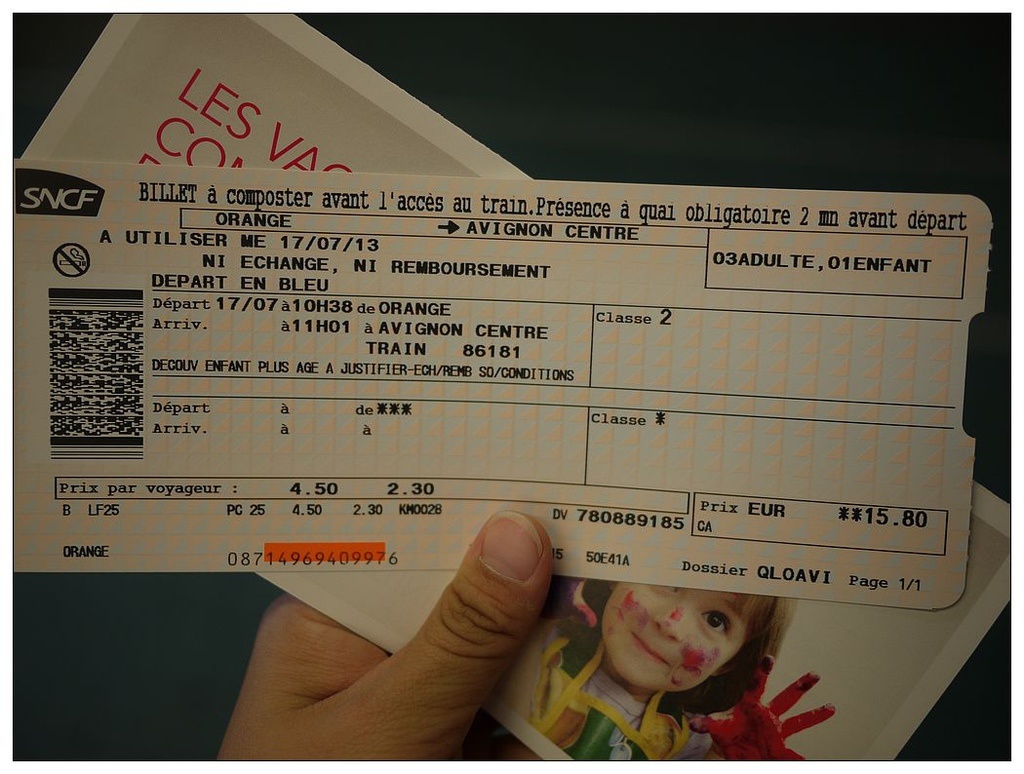 LES VAC
COM
SNCF
BILLET à composter avant l'accès au train.Présence à quai obligatoire 2 mn avant départ
ORANGE → AVIGNON CENTRE
03ADULTE,01ENFANT
A UTILISER ME 17/07/13
NI ECHANGE, NI REMBOURSEMENT
DEPART EN BLEU
Départ 17/07 à 10H38 de ORANGE
Classe 2
Arriv. à 11H01 à AVIGNON CENTRE
TRAIN 86181
DECOUV ENFANT PLUS AGE A JUSTIFIER-ECH/REMB SO/CONDITIONS
Départ à de ***
Classe *
Arriv. à à
Prix par voyageur : 4.50 2.30
Prix EUR **15.80
B LF25 PC 25 4.50 2.30 KM0028 DV 780889185
CA
ORANGE 08714969409976 50E41A Dossier QLOAVI Page 1/1